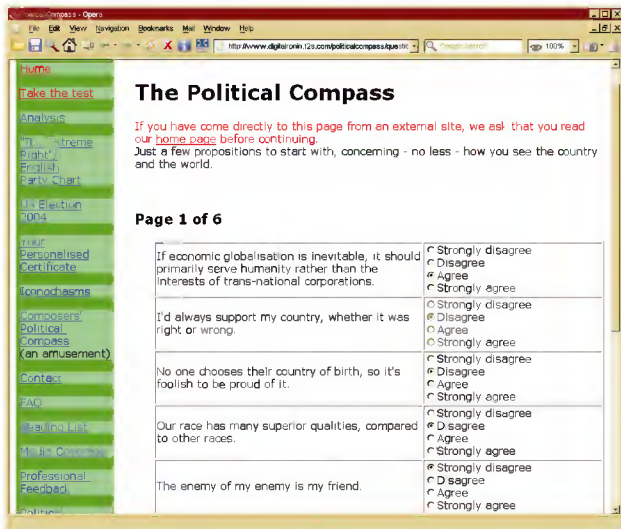 Compass - Opera
File Edit View Navigation Bookmarks Mail Window Help
http://www.digitalronin.f2s.com/politicalcompass/questic
100%
Home
Take the test
Analysis
Right"/
English
Party Chart
US Election
2004
Your
Personalised
Certificate
Iconochasms
Composers'
Political
Compass
(an amusement)
Contact
FAQ
Reading List
Professional
Feedback
The Political Compass
If you have come directly to this page from an external site, we ask that you read
our home page before continuing.
Just a few propositions to start with, concerning - no less - how you see the country
and the world.
Page 1 of 6
If economic globalisation is inevitable, it should
primarily serve humanity rather than the
interests of trans-national corporations.
Strongly disagree
Disagree
Agree
Strongly agree
I'd always support my country, whether it was
right or wrong.
Strongly disagree
Disagree
Agree
Strongly agree
No one chooses their country of birth, so it's
foolish to be proud of it.
Strongly disagree
Disagree
Agree
Strongly agree
Our race has many superior qualities, compared
to other races.
Strongly disagree
Disagree
Agree
Strongly agree
The enemy of my enemy is my friend.
Strongly disagree
Disagree
Agree
Strongly agree